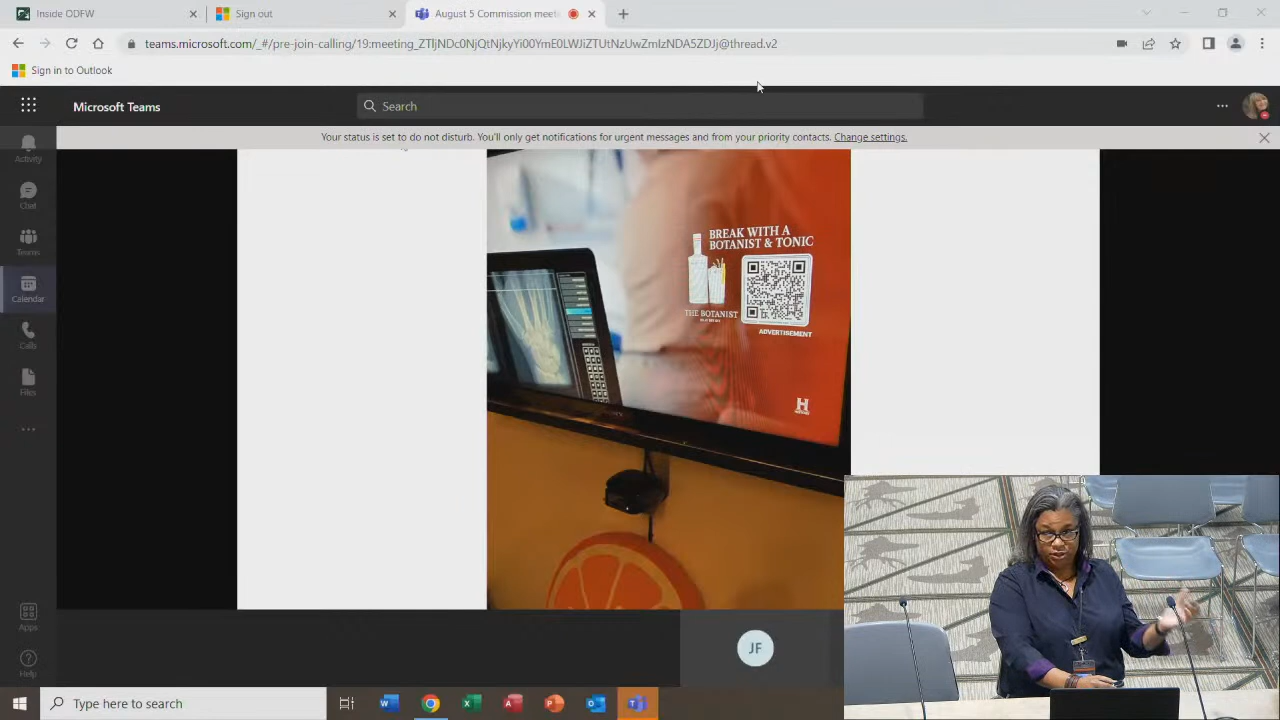 Inside ODFW
Sign out
August 5 Commission meeti
teams.microsoft.com/_#/pre-join-calling/19:meeting_ZTljNDc0NjQtNjkyYi00YmE0LWJiZTUtNzUwZmIzNDA5ZDJj@thread.v2
Sign in to Outlook
Microsoft Teams
Search
Your status is set to do not disturb. You'll only get notifications for urgent messages and from your priority contacts. Change settings.
Activity
Chat
Teams
Calendar
Calls
Files
Apps
Help
BREAK WITH A
BOTANIST & TONIC
THE BOTANIST
ADVERTISEMENT
H
JF
Type here to search